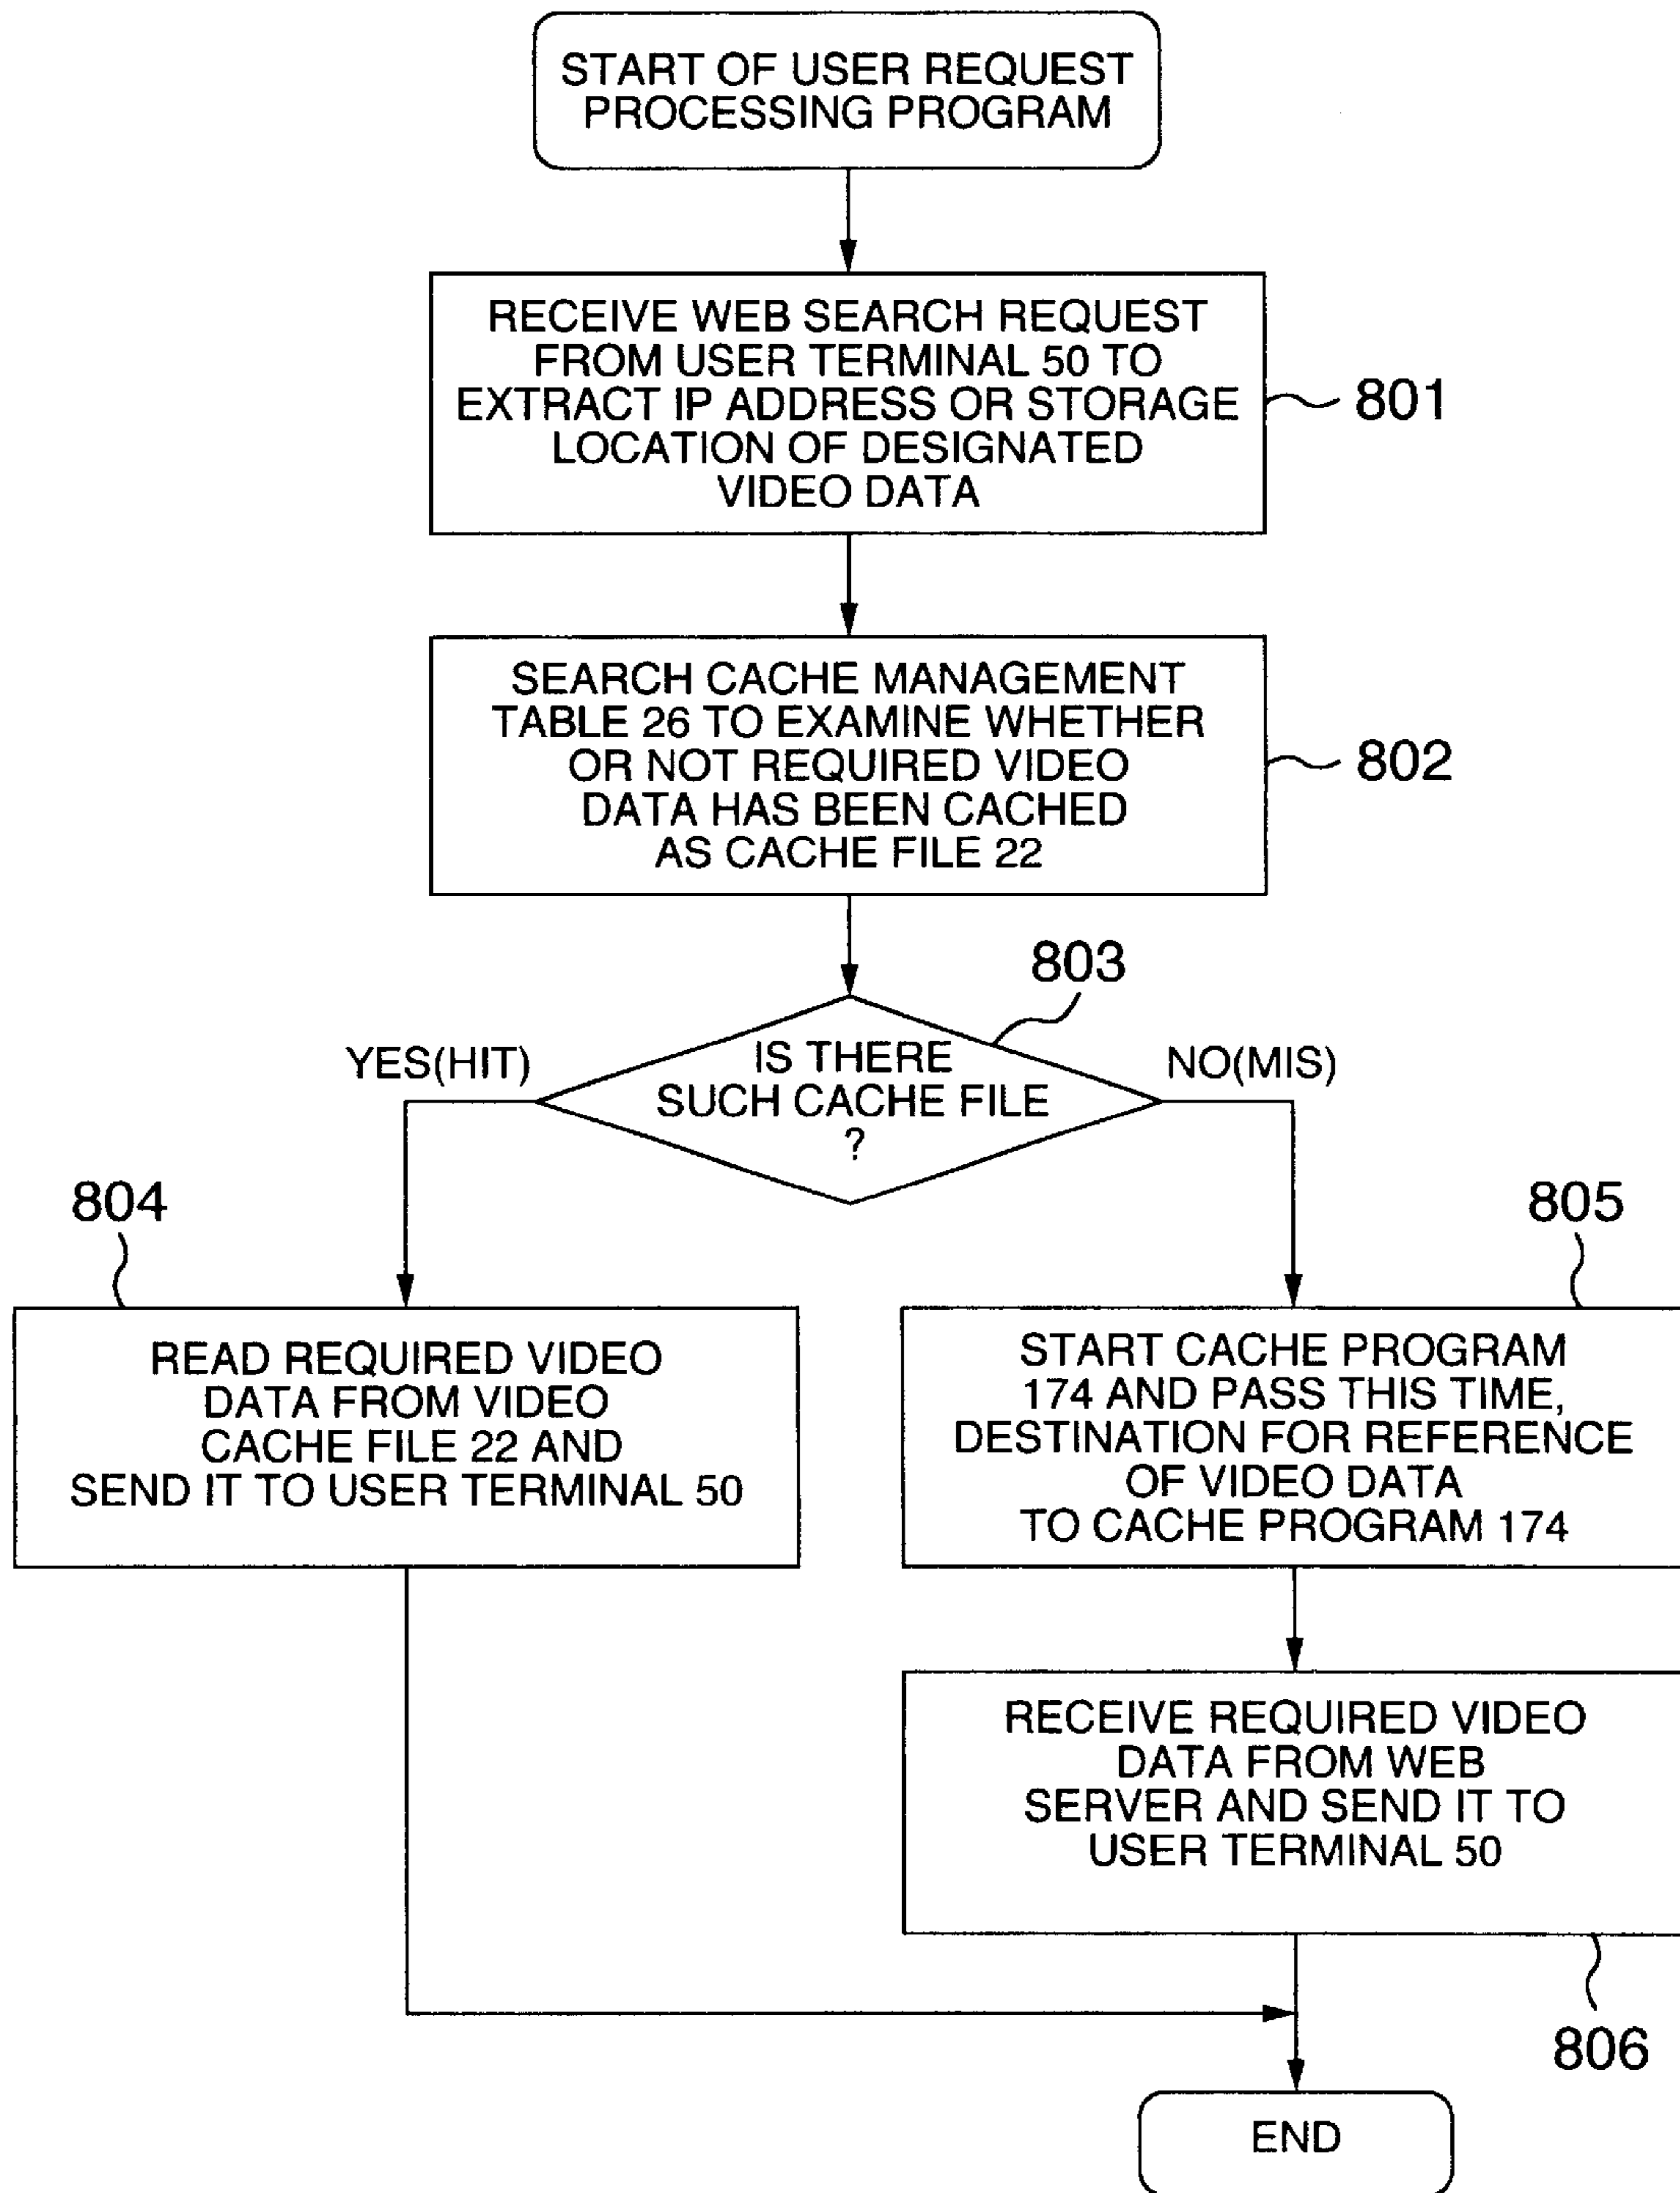 START OF USER REQUEST
PROCESSING PROGRAM
RECEIVE WEB SEARCH REQUEST
FROM USER TERMINAL 50 TO
EXTRACT IP ADDRESS OR STORAGE
LOCATION OF DESIGNATED
VIDEO DATA
801
SEARCH CACHE MANAGEMENT
TABLE 26 TO EXAMINE WHETHER
OR NOT REQUIRED VIDEO
DATA HAS BEEN CACHED
AS CACHE FILE 22
802
803
YES(HIT)
IS THERE
SUCH CACHE FILE
?
NO(MIS)
804
READ REQUIRED VIDEO
DATA FROM VIDEO
CACHE FILE 22 AND
SEND IT TO USER TERMINAL 50
805
START CACHE PROGRAM
174 AND PASS THIS TIME,
DESTINATION FOR REFERENCE
OF VIDEO DATA
TO CACHE PROGRAM 174
RECEIVE REQUIRED VIDEO
DATA FROM WEB
SERVER AND SEND IT TO
USER TERMINAL 50
806
END